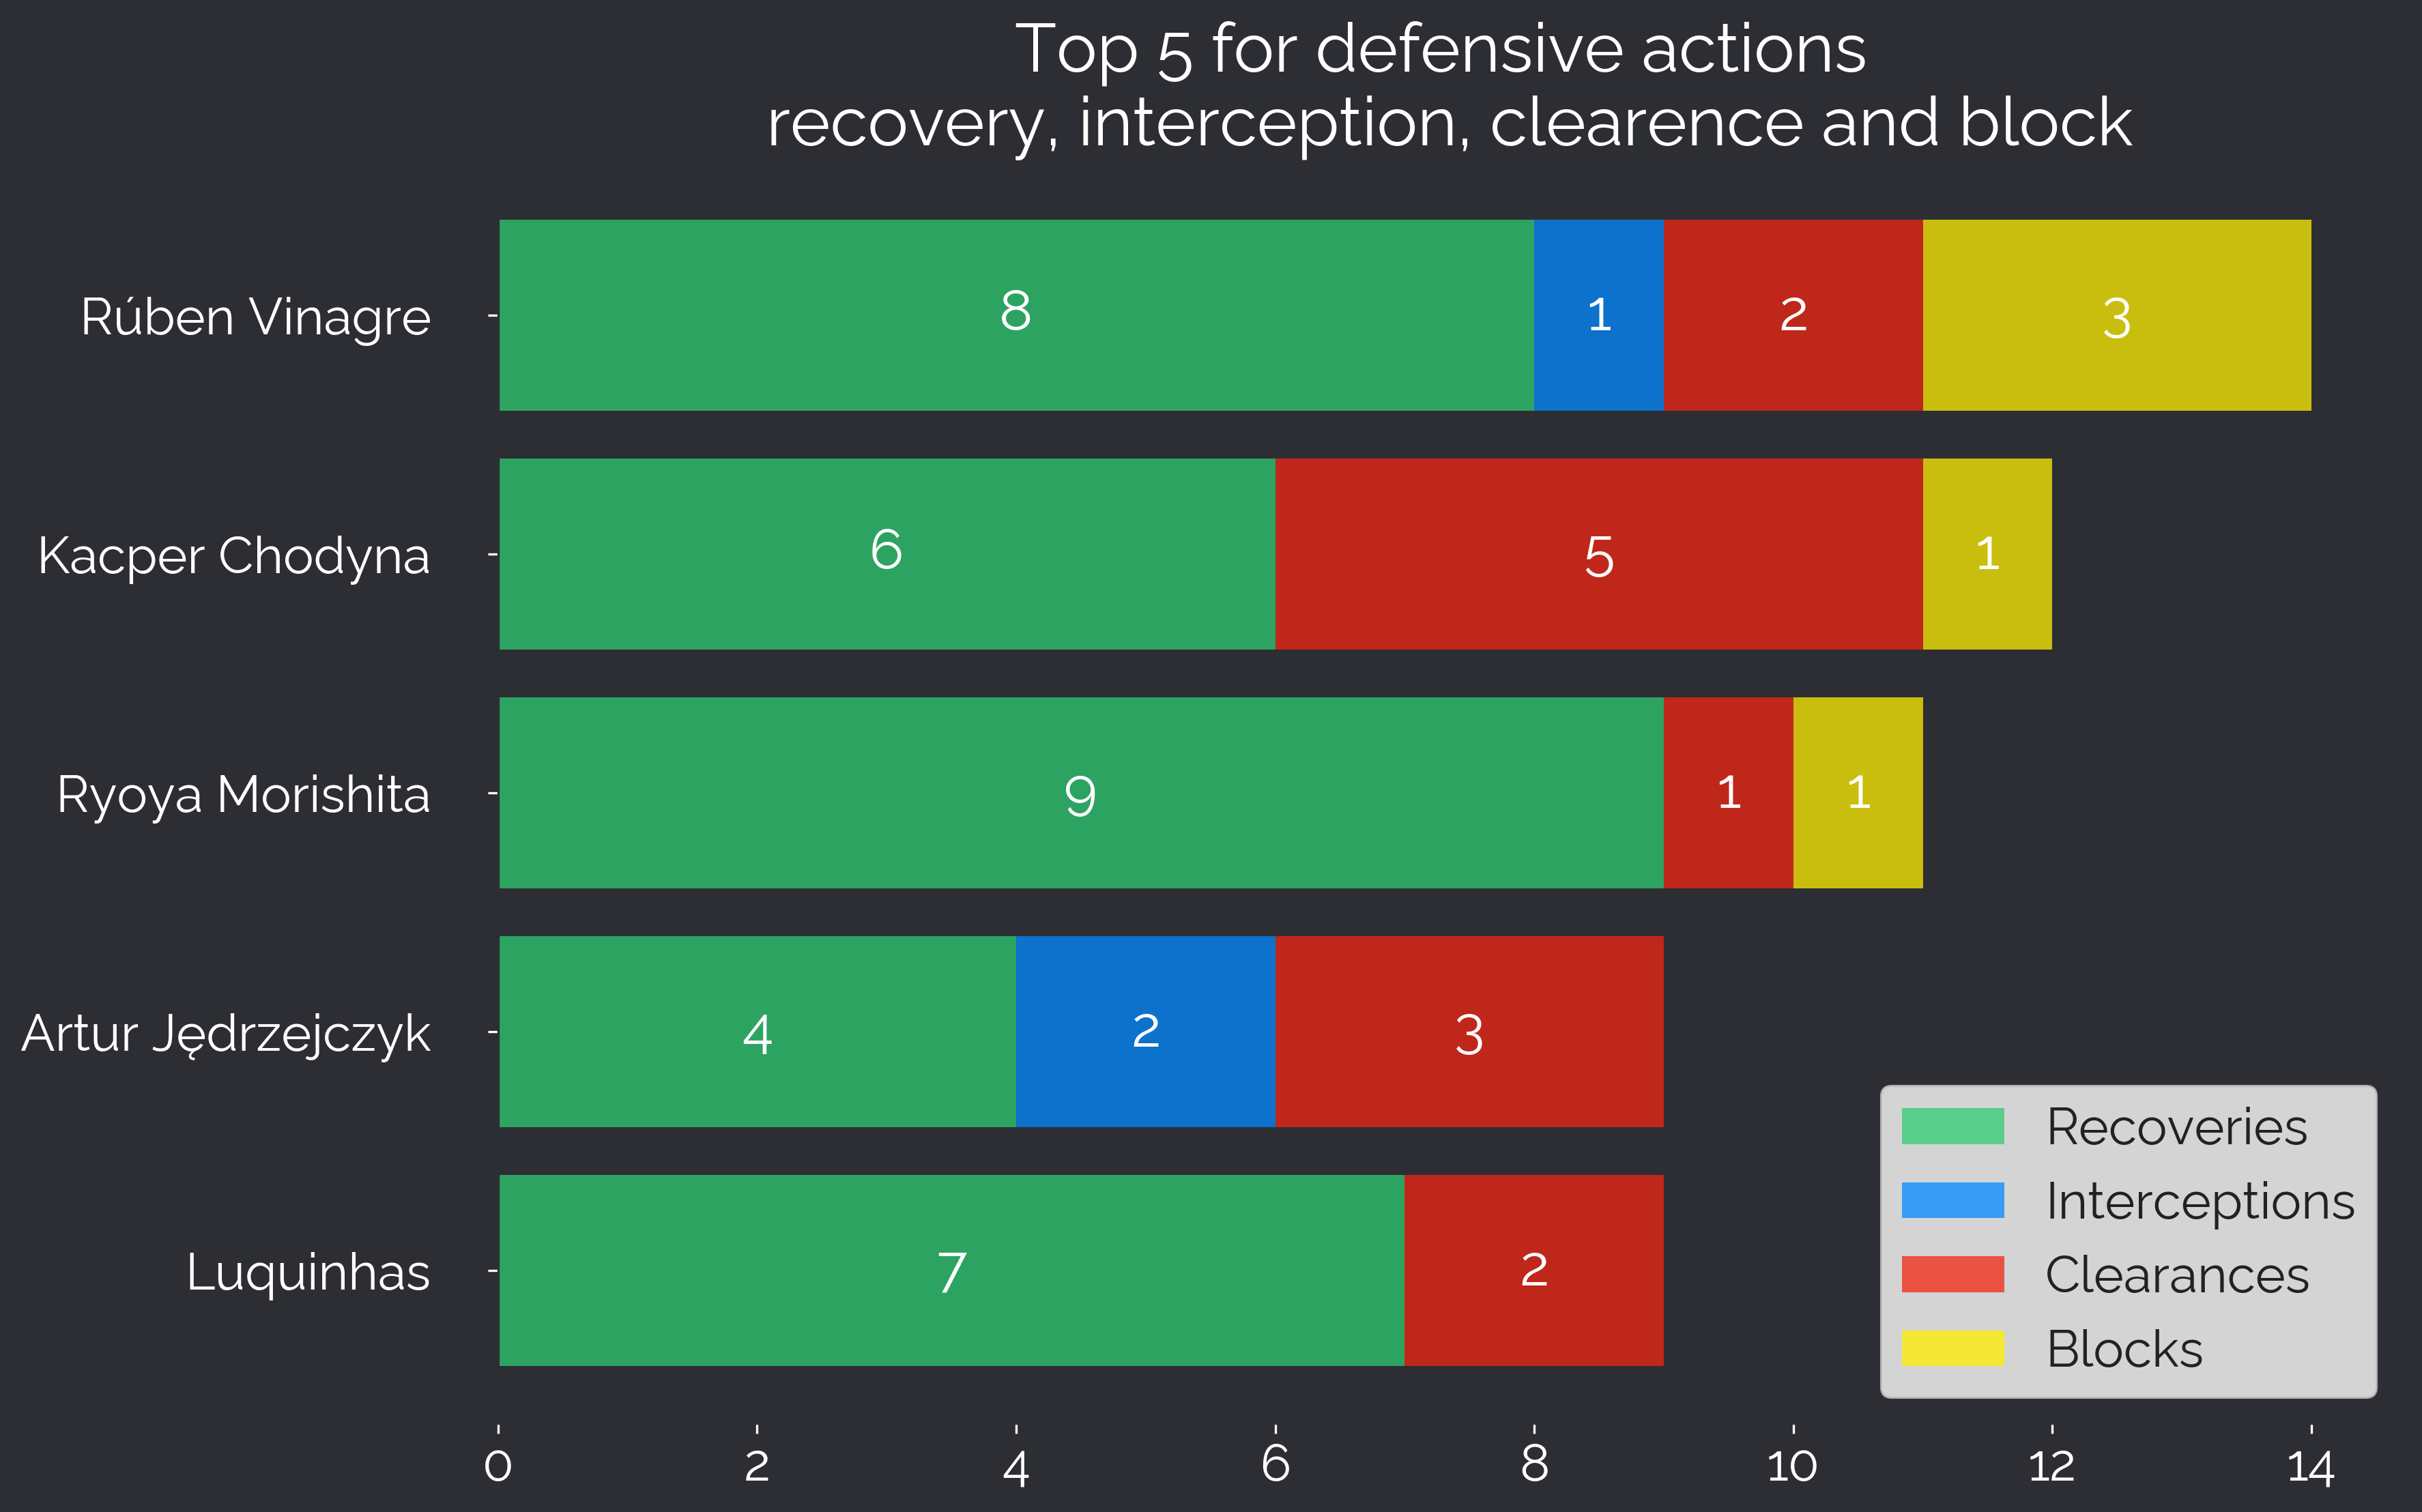 Top 5 for defensive actions
recovery, interception, clearence and block
Rúben Vinagre
8 1 2 3
Kacper Chodyna
6 5 1
Ryoya Morishita
9 1 1
Artur Jędrzejczyk
4 2 3
Luquinhas
7 2
Recoveries
Interceptions
Clearances
Blocks
0 2 4 6 8 10 12 14